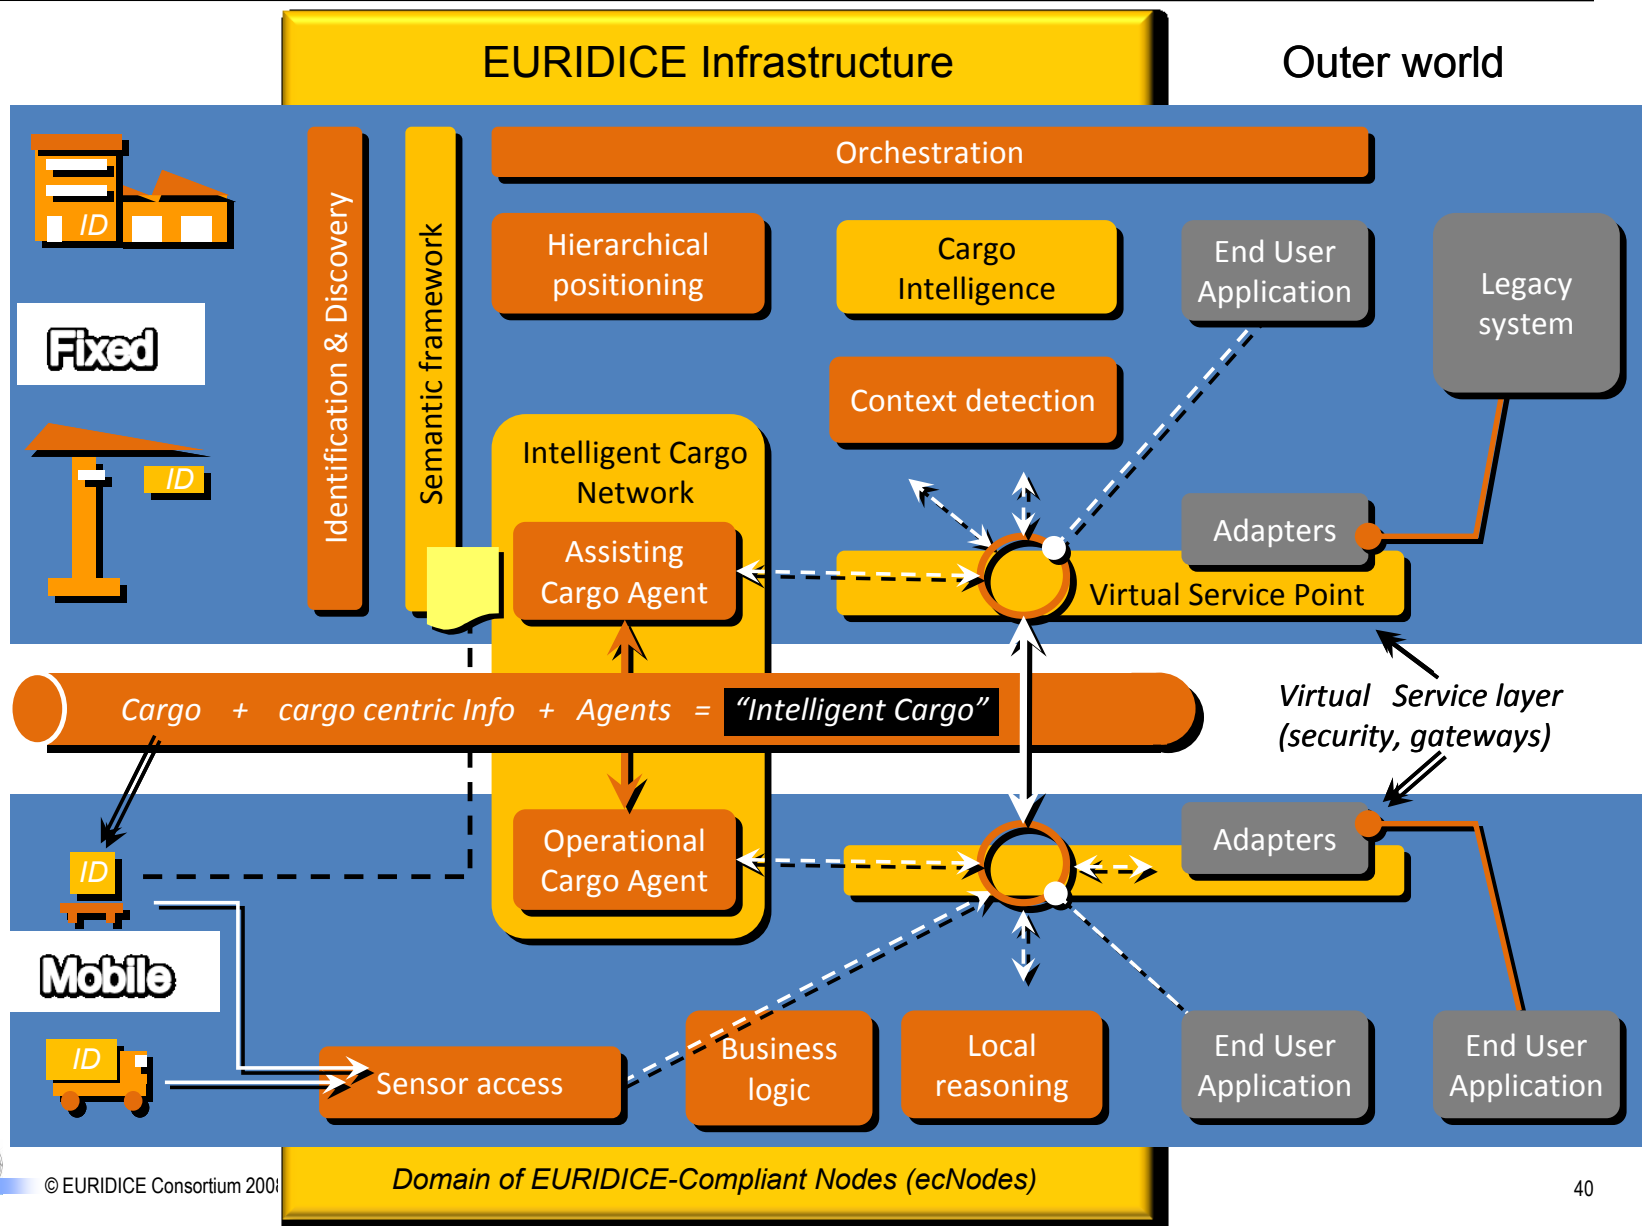 EURIDICE Infrastructure
Outer world
Orchestration
ID
Identification & Discovery
Semantic framework
Hierarchical
positioning
Cargo
Intelligence
End User
Application
Legacy
system
Fixed
Context detection
ID
Intelligent Cargo
Network
Assisting
Cargo Agent
Adapters
Virtual Service Point
Cargo + cargo centric Info + Agents = “Intelligent Cargo”
Virtual Service layer
(security, gateways)
Operational
Cargo Agent
Adapters
ID
Mobile
ID
Sensor access
Business
logic
Local
reasoning
End User
Application
End User
Application
© EURIDICE Consortium 2008
Domain of EURIDICE-Compliant Nodes (ecNodes)
40